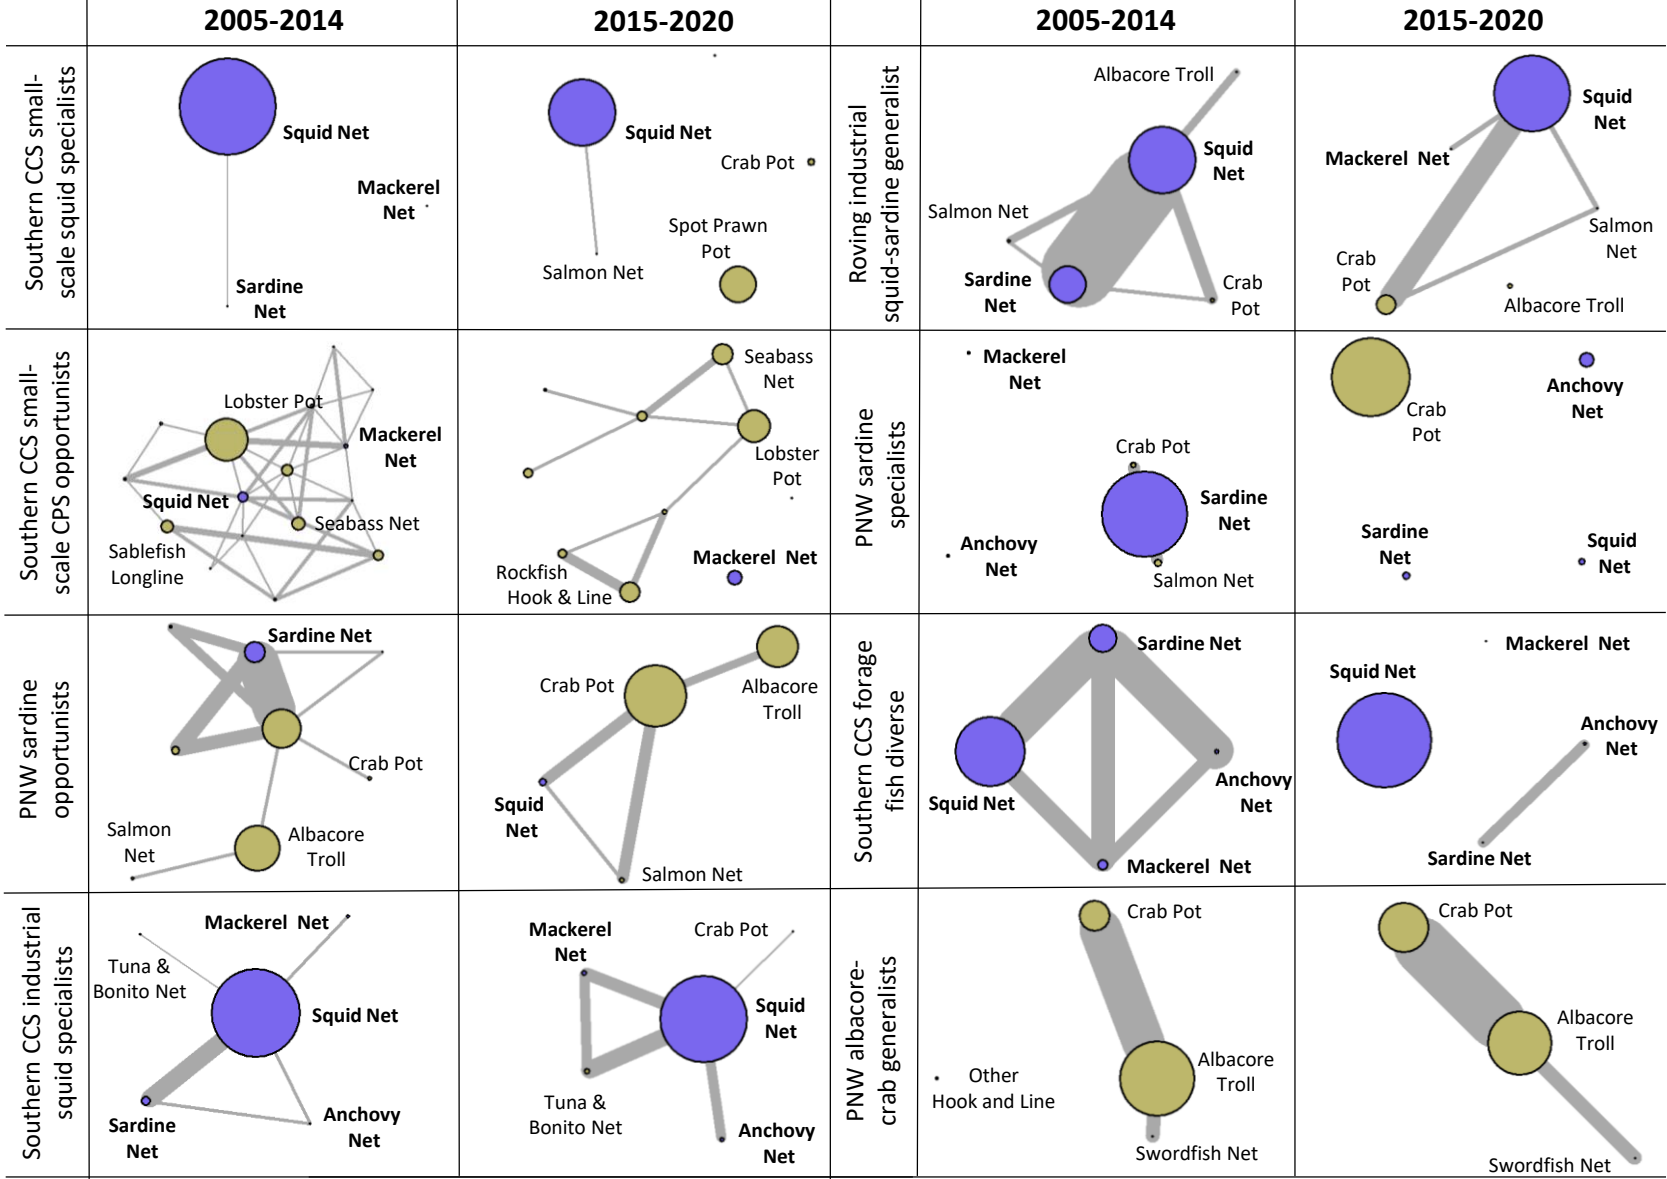 2005-2014
2015-2020
2005-2014
2015-2020
Southern CCS small-
scale squid specialists
Squid Net
Mackerel
Net
Sardine
Net
Squid Net
Crab Pot
Spot Prawn
Pot
Salmon Net
Roving industrial
squid-sardine generalist
Albacore Troll
Squid
Net
Salmon Net
Sardine
Net
Crab
Pot
Squid
Net
Mackerel Net
Salmon
Net
Crab
Pot
Albacore Troll
Southern CCS small-
scale CPS opportunists
Lobster Pot
Mackerel
Net
Squid Net
Seabass Net
Sablefish
Longline
Seabass
Net
Lobster
Pot
Rockfish
Hook & Line
Mackerel Net
PNW sardine
specialists
Mackerel
Net
Crab Pot
Sardine
Net
Anchovy
Net
Salmon Net
Anchovy
Net
Crab
Pot
Sardine
Net
Squid
Net
PNW sardine
opportunists
Sardine Net
Crab Pot
Salmon
Net
Albacore
Troll
Crab Pot
Albacore
Troll
Squid
Net
Salmon Net
Southern CCS forage
fish diverse
Sardine Net
Squid Net
Anchovy
Net
Mackerel Net
Mackerel Net
Squid Net
Anchovy
Net
Sardine Net
Southern CCS industrial
squid specialists
Mackerel Net
Tuna &
Bonito Net
Squid Net
Sardine
Net
Anchovy
Net
Mackerel
Net
Crab Pot
Squid
Net
Tuna &
Bonito Net
Anchovy
Net
PNW albacore-
crab generalists
Crab Pot
Albacore
Troll
Other
Hook and Line
Swordfish Net
Crab Pot
Albacore
Troll
Swordfish Net